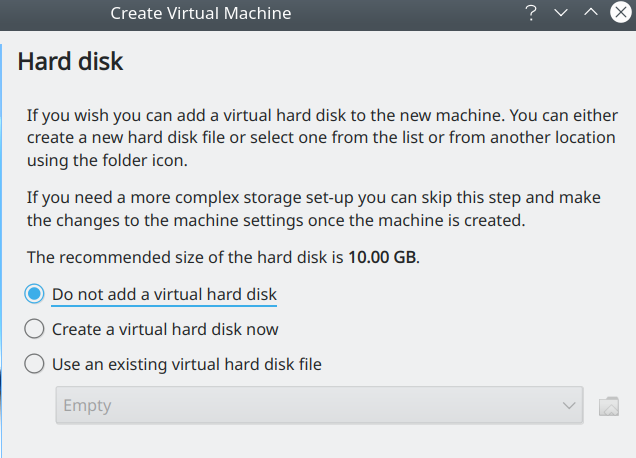 Create Virtual Machine
Hard disk
If you wish you can add a virtual hard disk to the new machine. You can either
create a new hard disk file or select one from the list or from another location
using the folder icon.
If you need a more complex storage set-up you can skip this step and make
the changes to the machine settings once the machine is created.
The recommended size of the hard disk is 10.00 GB.
Do not add a virtual hard disk
Create a virtual hard disk now
Use an existing virtual hard disk file
Empty